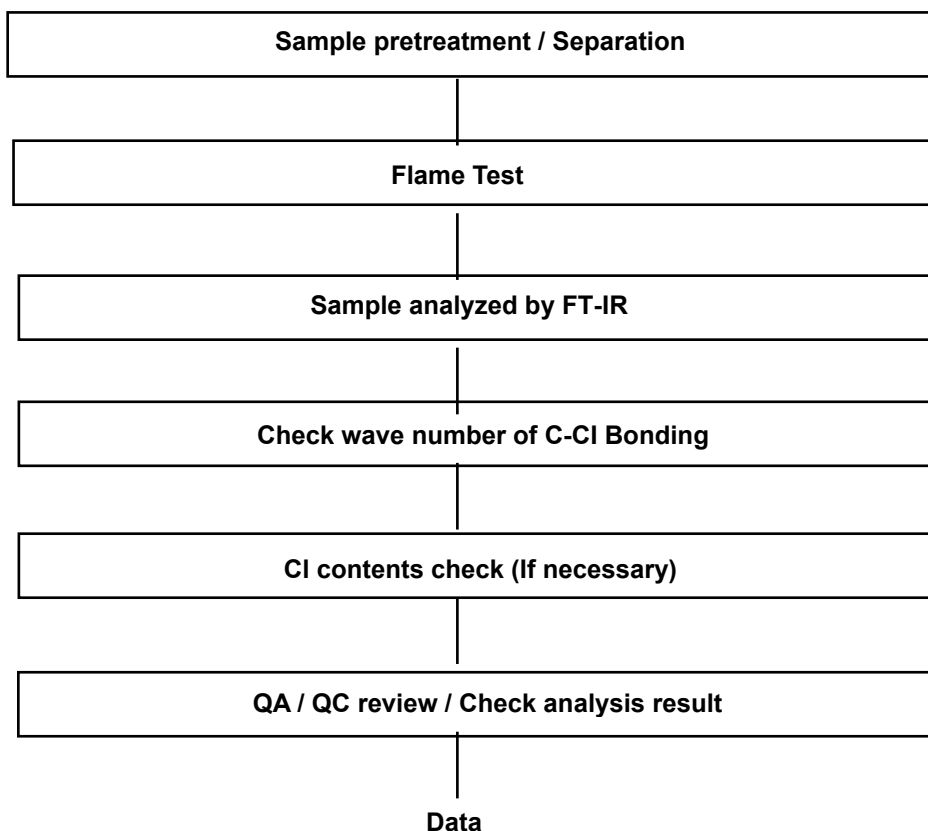 Sample pretreatment / Separation
Flame Test
Sample analyzed by FT-IR
Check wave number of C-Cl Bonding
Cl contents check (If necessary)
QA / QC review / Check analysis result
Data